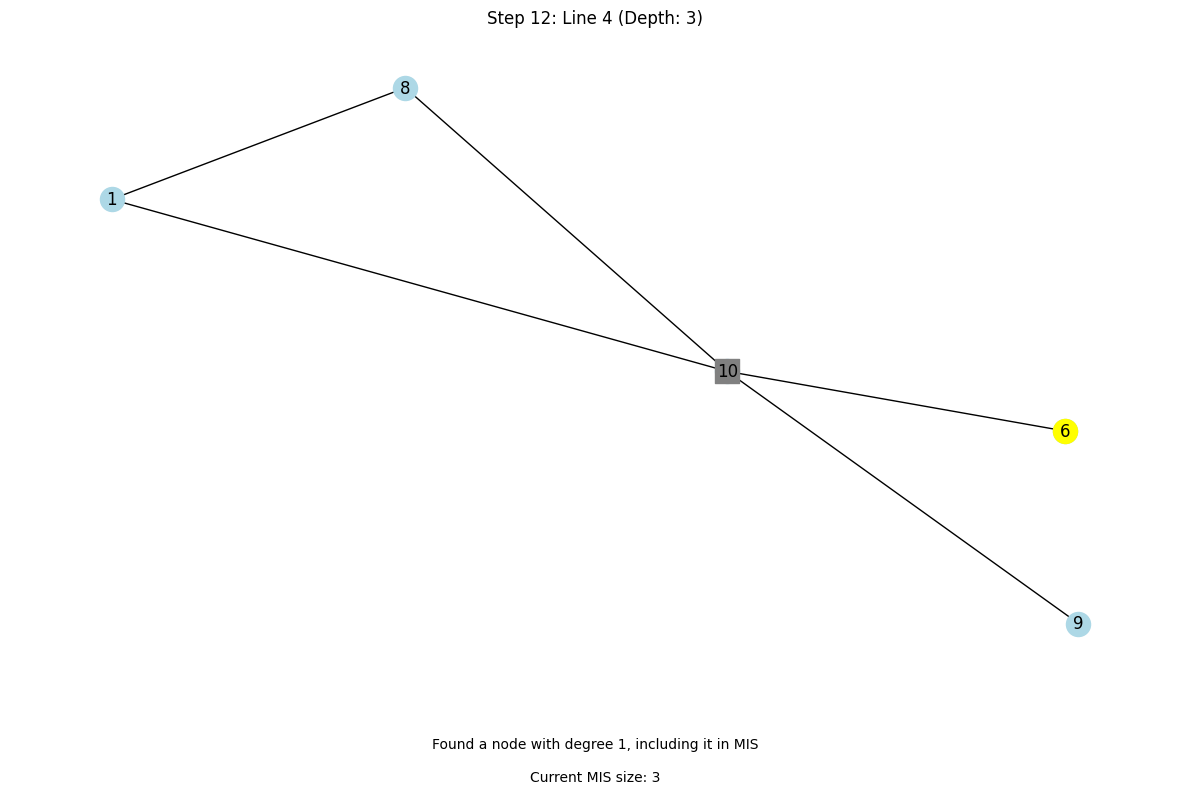 Step 12: Line 4 (Depth: 3)
8
1
10
6
9
Found a node with degree 1, including it in MIS
Current MIS size: 3